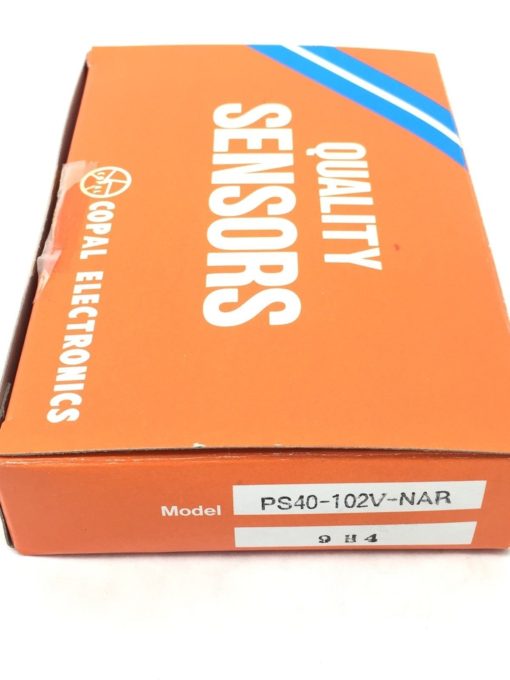 QUALITY
SENSORS
COPAL ELECTRONICS
Model PS40-102V-NAR
9 H 4